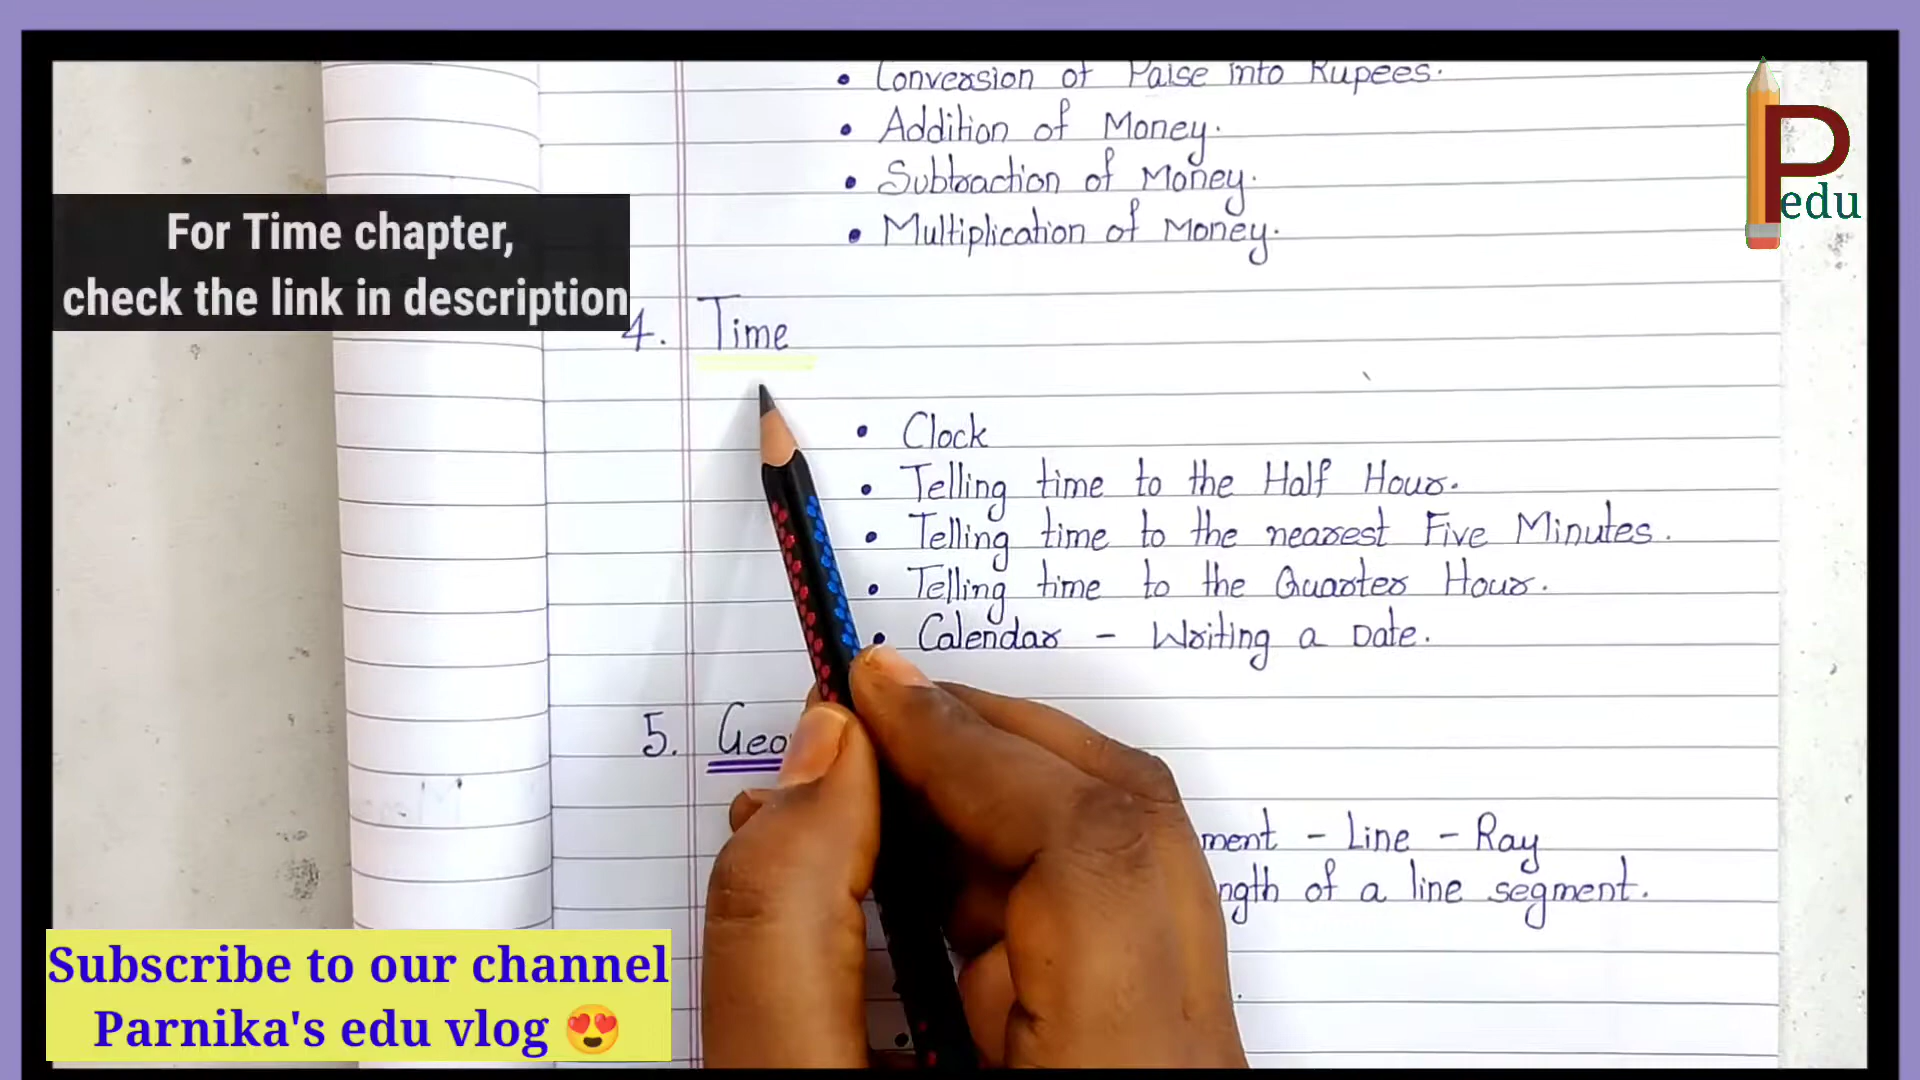 • Conversion of Paise into Rupees.
• Addition of Money.
• Subtraction of Money.
• Multiplication of Money.
P
edu
For Time chapter,
check the link in description
4. Time
• Clock
• Telling time to the Half Hour.
• Telling time to the nearest Five Minutes.
• Telling time to the Quarter Hour.
• Calendar - Writing a Date.
5. Geo
ment - Line - Ray
ngth of a line segment.
Subscribe to our channel
Parnika's edu vlog 😍